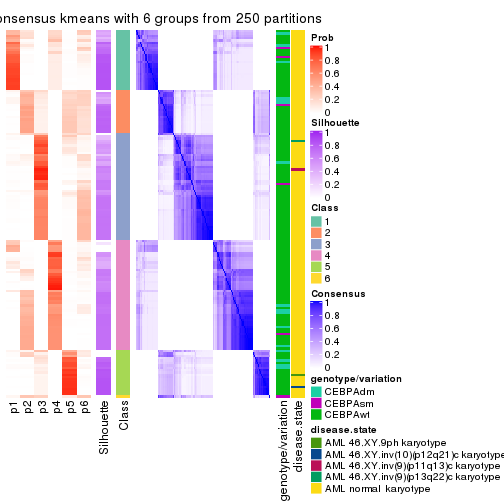 onsensus kmeans with 6 groups from 250 partitions
Prob
1
0.8
0.6
0.4
0.2
0
Silhouette
1
0.8
0.6
0.4
0.2
0
Class
1
2
3
4
5
6
Consensus
1
0.8
0.6
0.4
0.2
0
genotype/variation
CEBPAdm
CEBPAsm
CEBPAwt
disease.state
AML 46.XY.9ph karyotype
AML 46.XY,inv(10)(p12q21)c karyotype
AML 46.XY,inv(9)(p11q13)c karyotype
AML 46.XY,inv(9)(p13q22)c karyotype
AML normal karyotype
p1
p2
p3
p4
p5
p6
Silhouette
Class
genotype/variation
disease.state